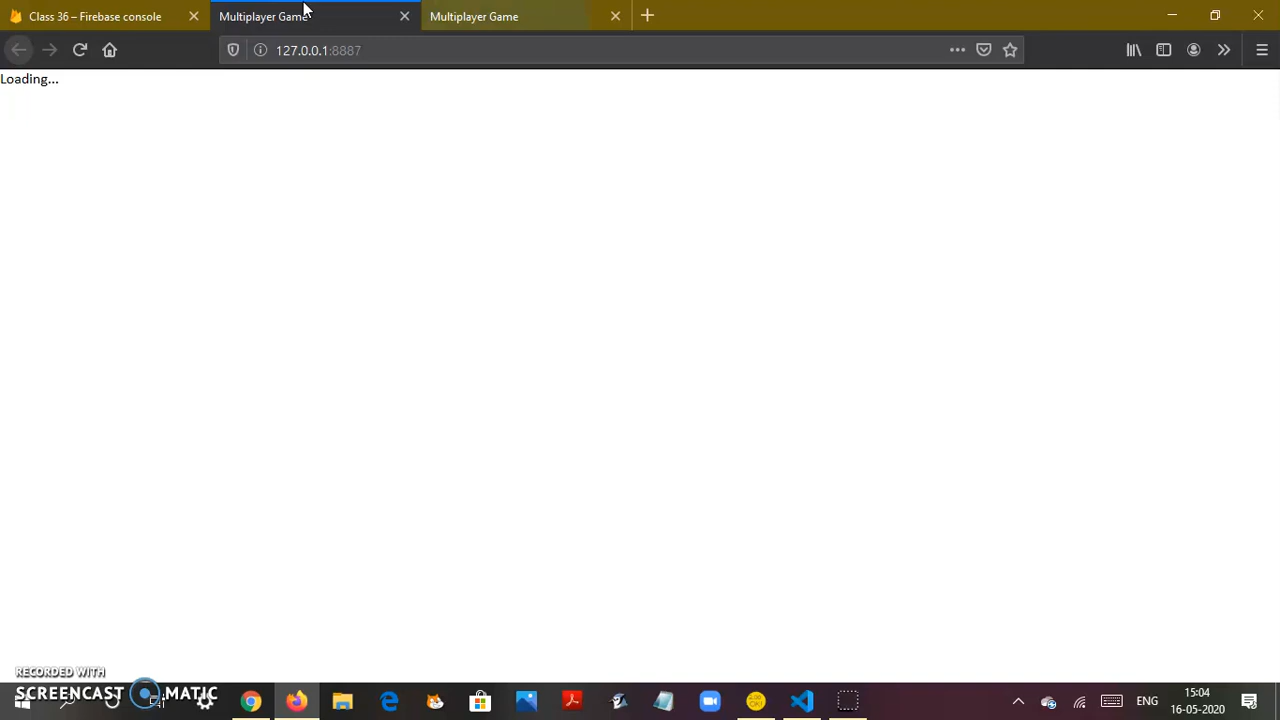 Class 36 – Firebase console
Multiplayer Game
Multiplayer Game
127.0.0.1:8887
Loading...
RECORDED WITH
SCREENCAST MATIC
ENG
15:04
16-05-2020